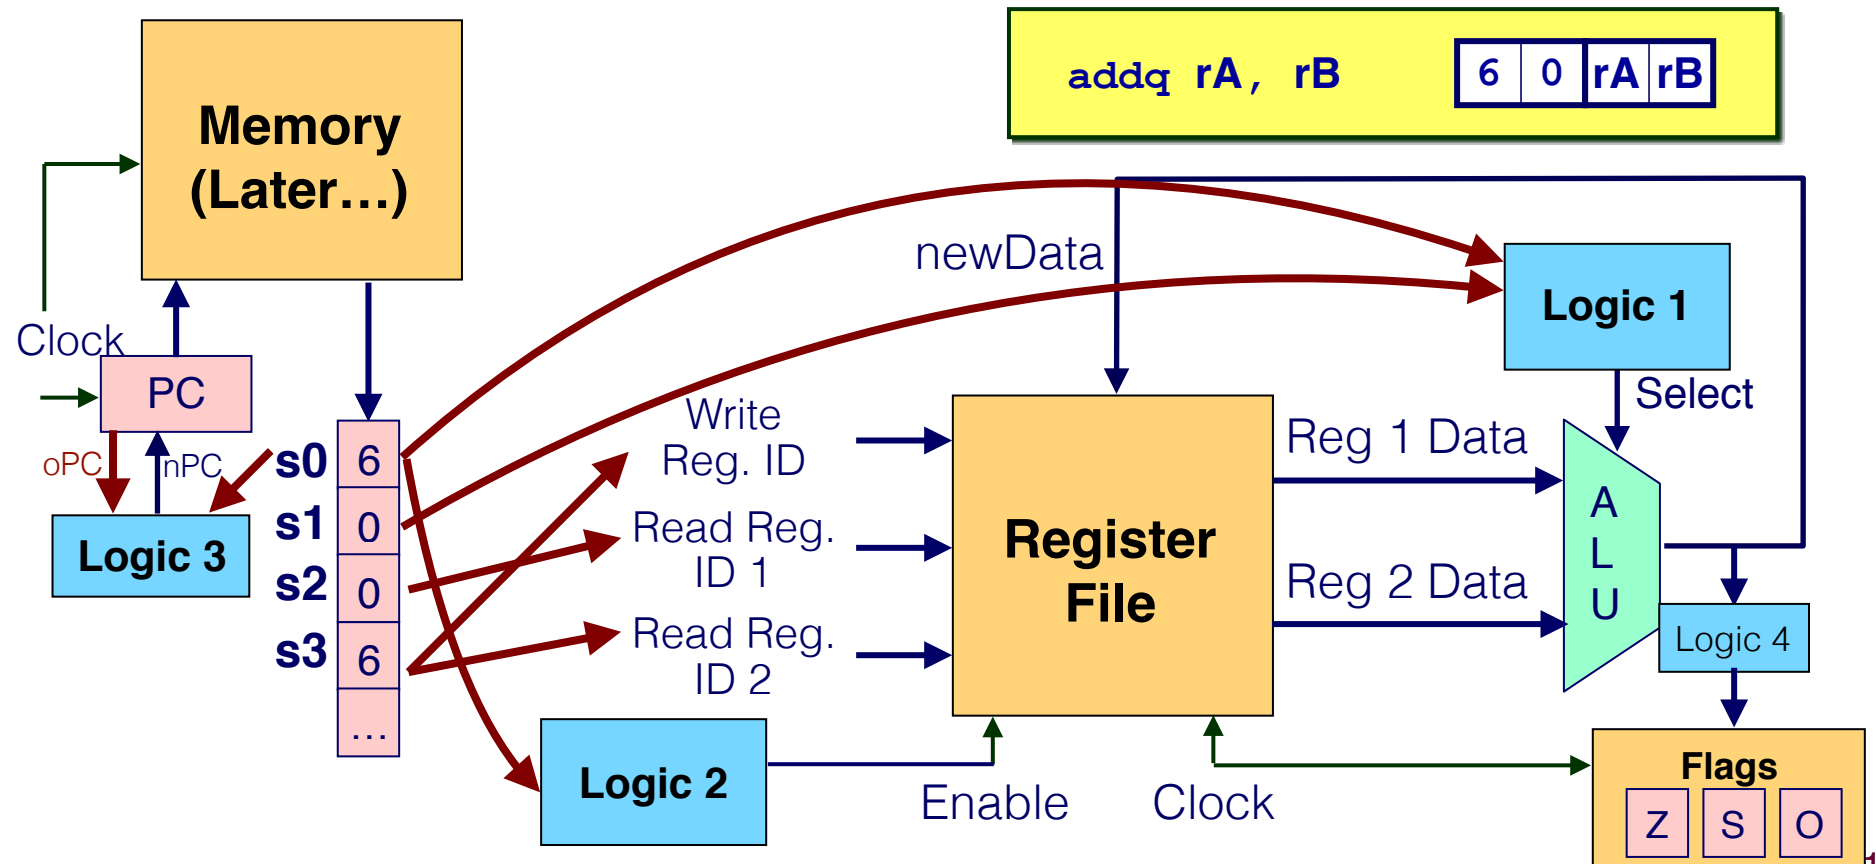 addq rA, rB
6 0 rA rB
Memory
(Later...)
newData
Logic 1
Clock
PC
Select
oPC
nPC
s0 6
s1 0
s2 0
s3 6
...
Logic 3
Write
Reg. ID
Read Reg.
ID 1
Read Reg.
ID 2
Register
File
Reg 1 Data
Reg 2 Data
A
L
U
Logic 4
Logic 2
Enable
Clock
Flags
Z S O